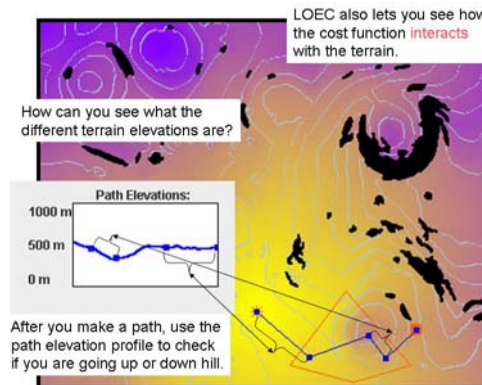 LOEC also lets you see how
the cost function interacts
with the terrain.
How can you see what the
different terrain elevations are?
Path Elevations:
1000 m
500 m
0 m
After you make a path, use the
path elevation profile to check
if you are going up or down hill.